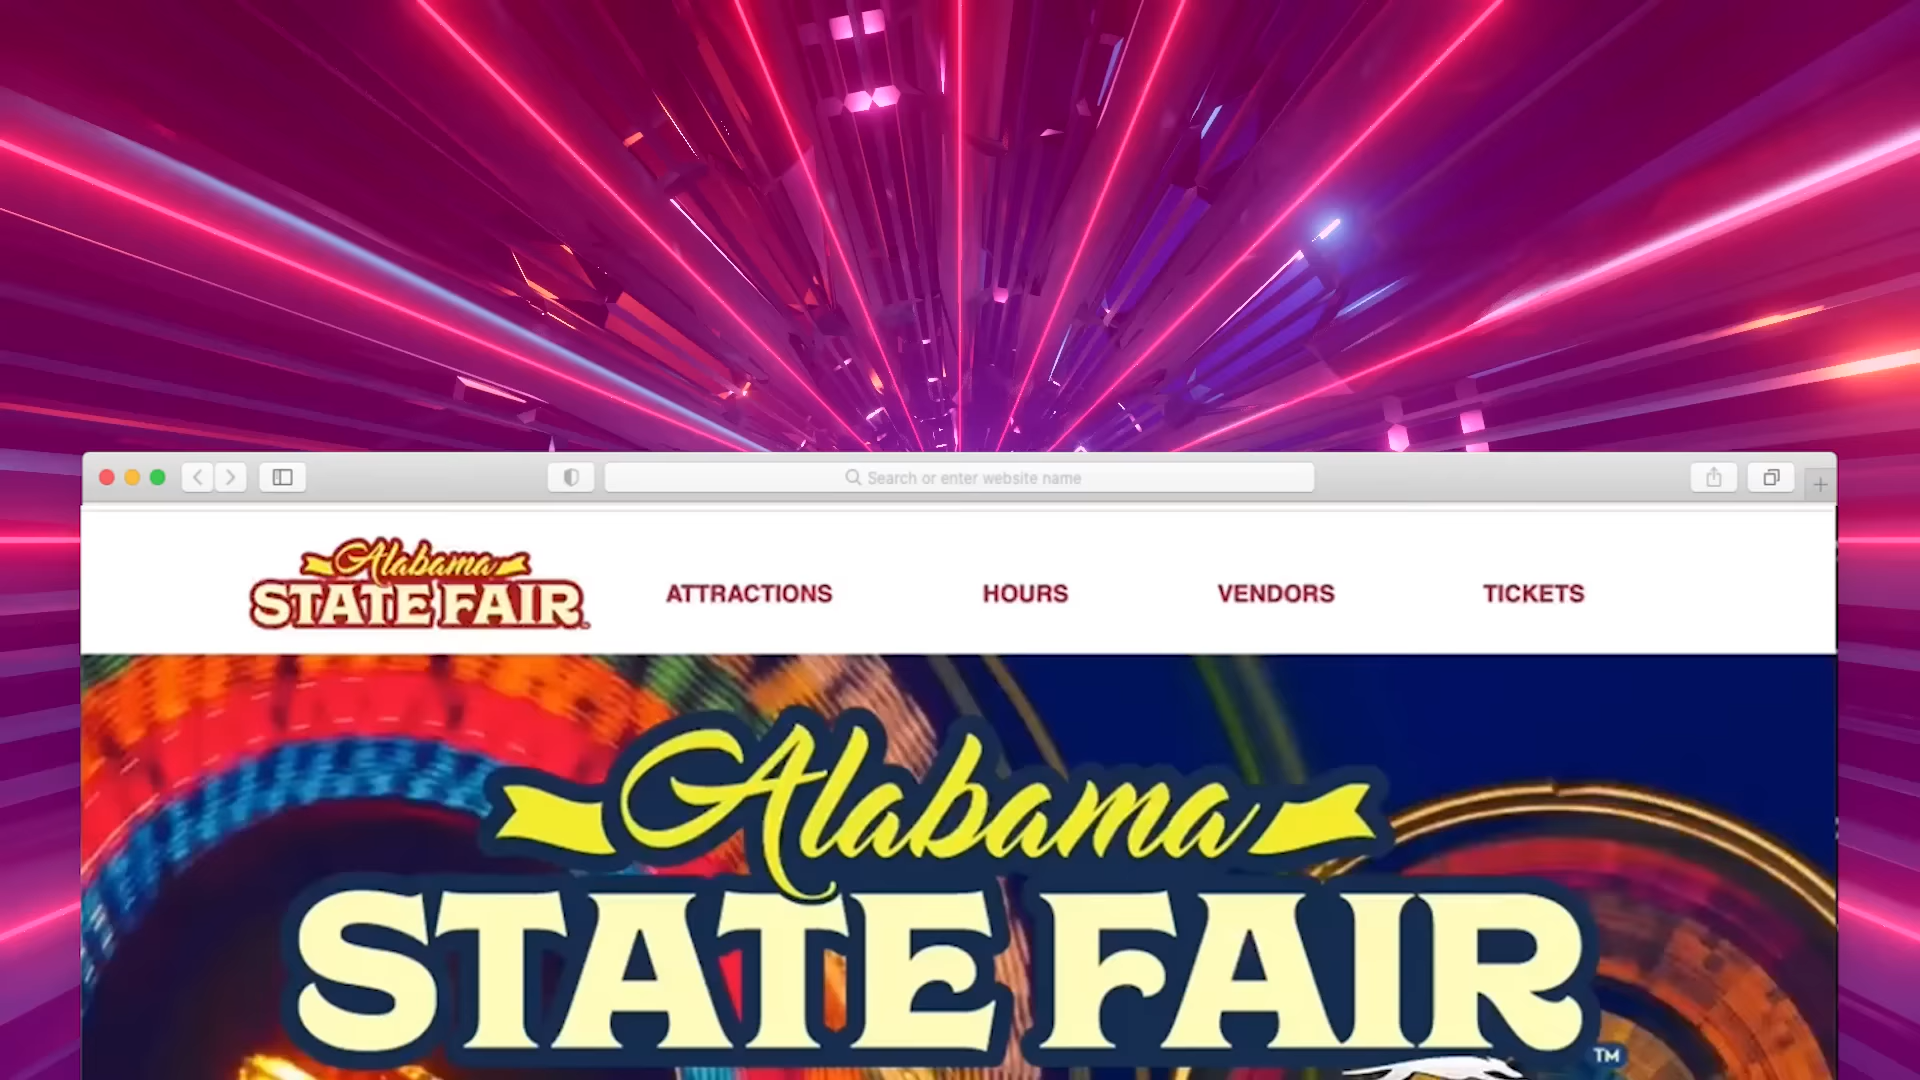 Search or enter website name
Alabama
STATE FAIR
ATTRACTIONS
HOURS
VENDORS
TICKETS
Alabama
STATE FAIR
TM